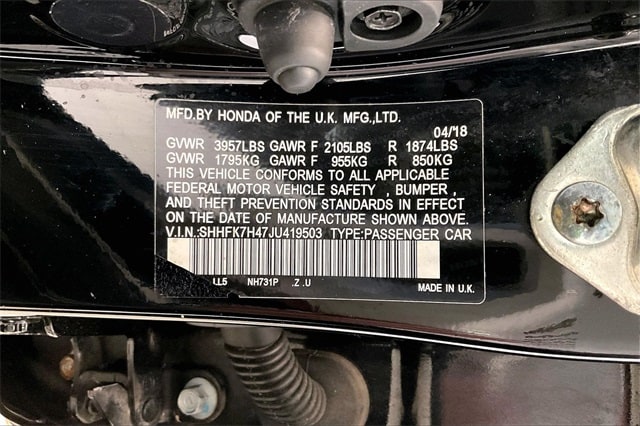 MFD.BY HONDA OF THE U.K. MFG.,LTD.
04/18
GVWR 3957LBS GAWR F 2105LBS R 1874LBS
GVWR 1795KG GAWR F 955KG R 850KG
THIS VEHICLE CONFORMS TO ALL APPLICABLE
FEDERAL MOTOR VEHICLE SAFETY , BUMPER ,
AND THEFT PREVENTION STANDARDS IN EFFECT
ON THE DATE OF MANUFACTURE SHOWN ABOVE.
V.I.N:SHHFK7H47JU419503 TYPE:PASSENGER CAR
LL5 NH731P .Z .U
MADE IN U.K.